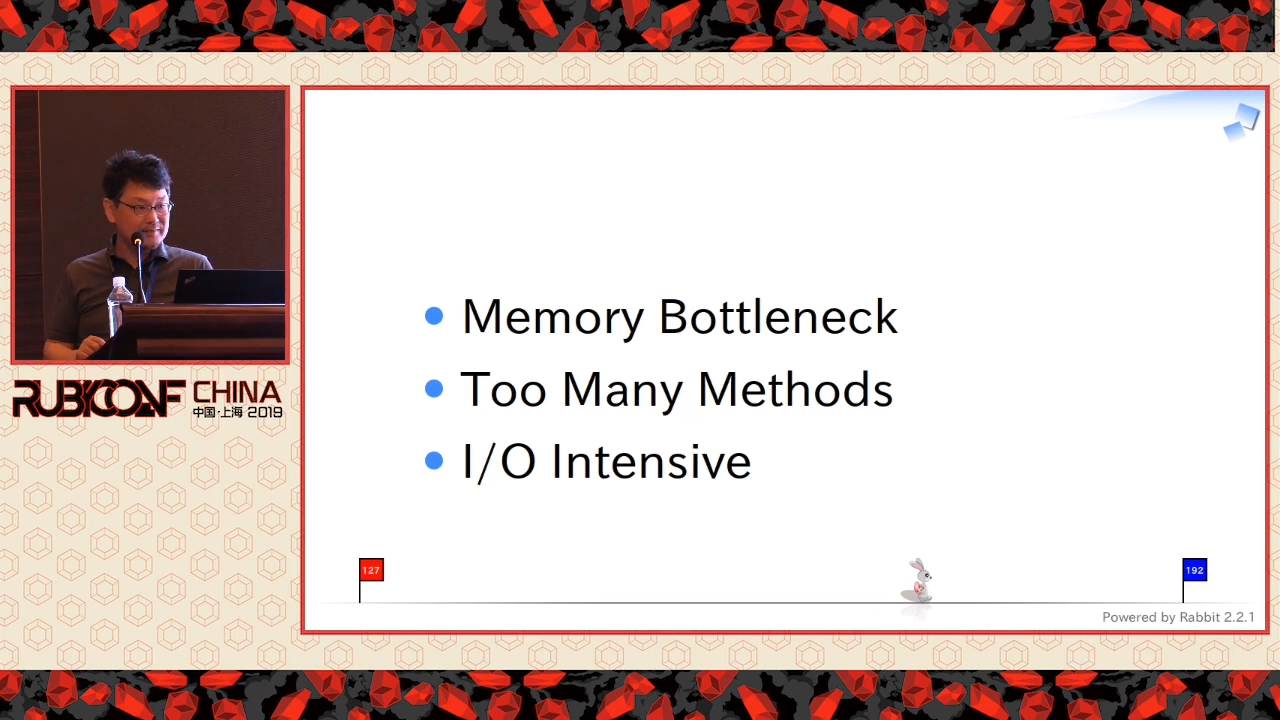 Memory Bottleneck
Too Many Methods
I/O Intensive
127
192
Powered by Rabbit 2.2.1
RUBYCONF CHINA
中国·上海 2019